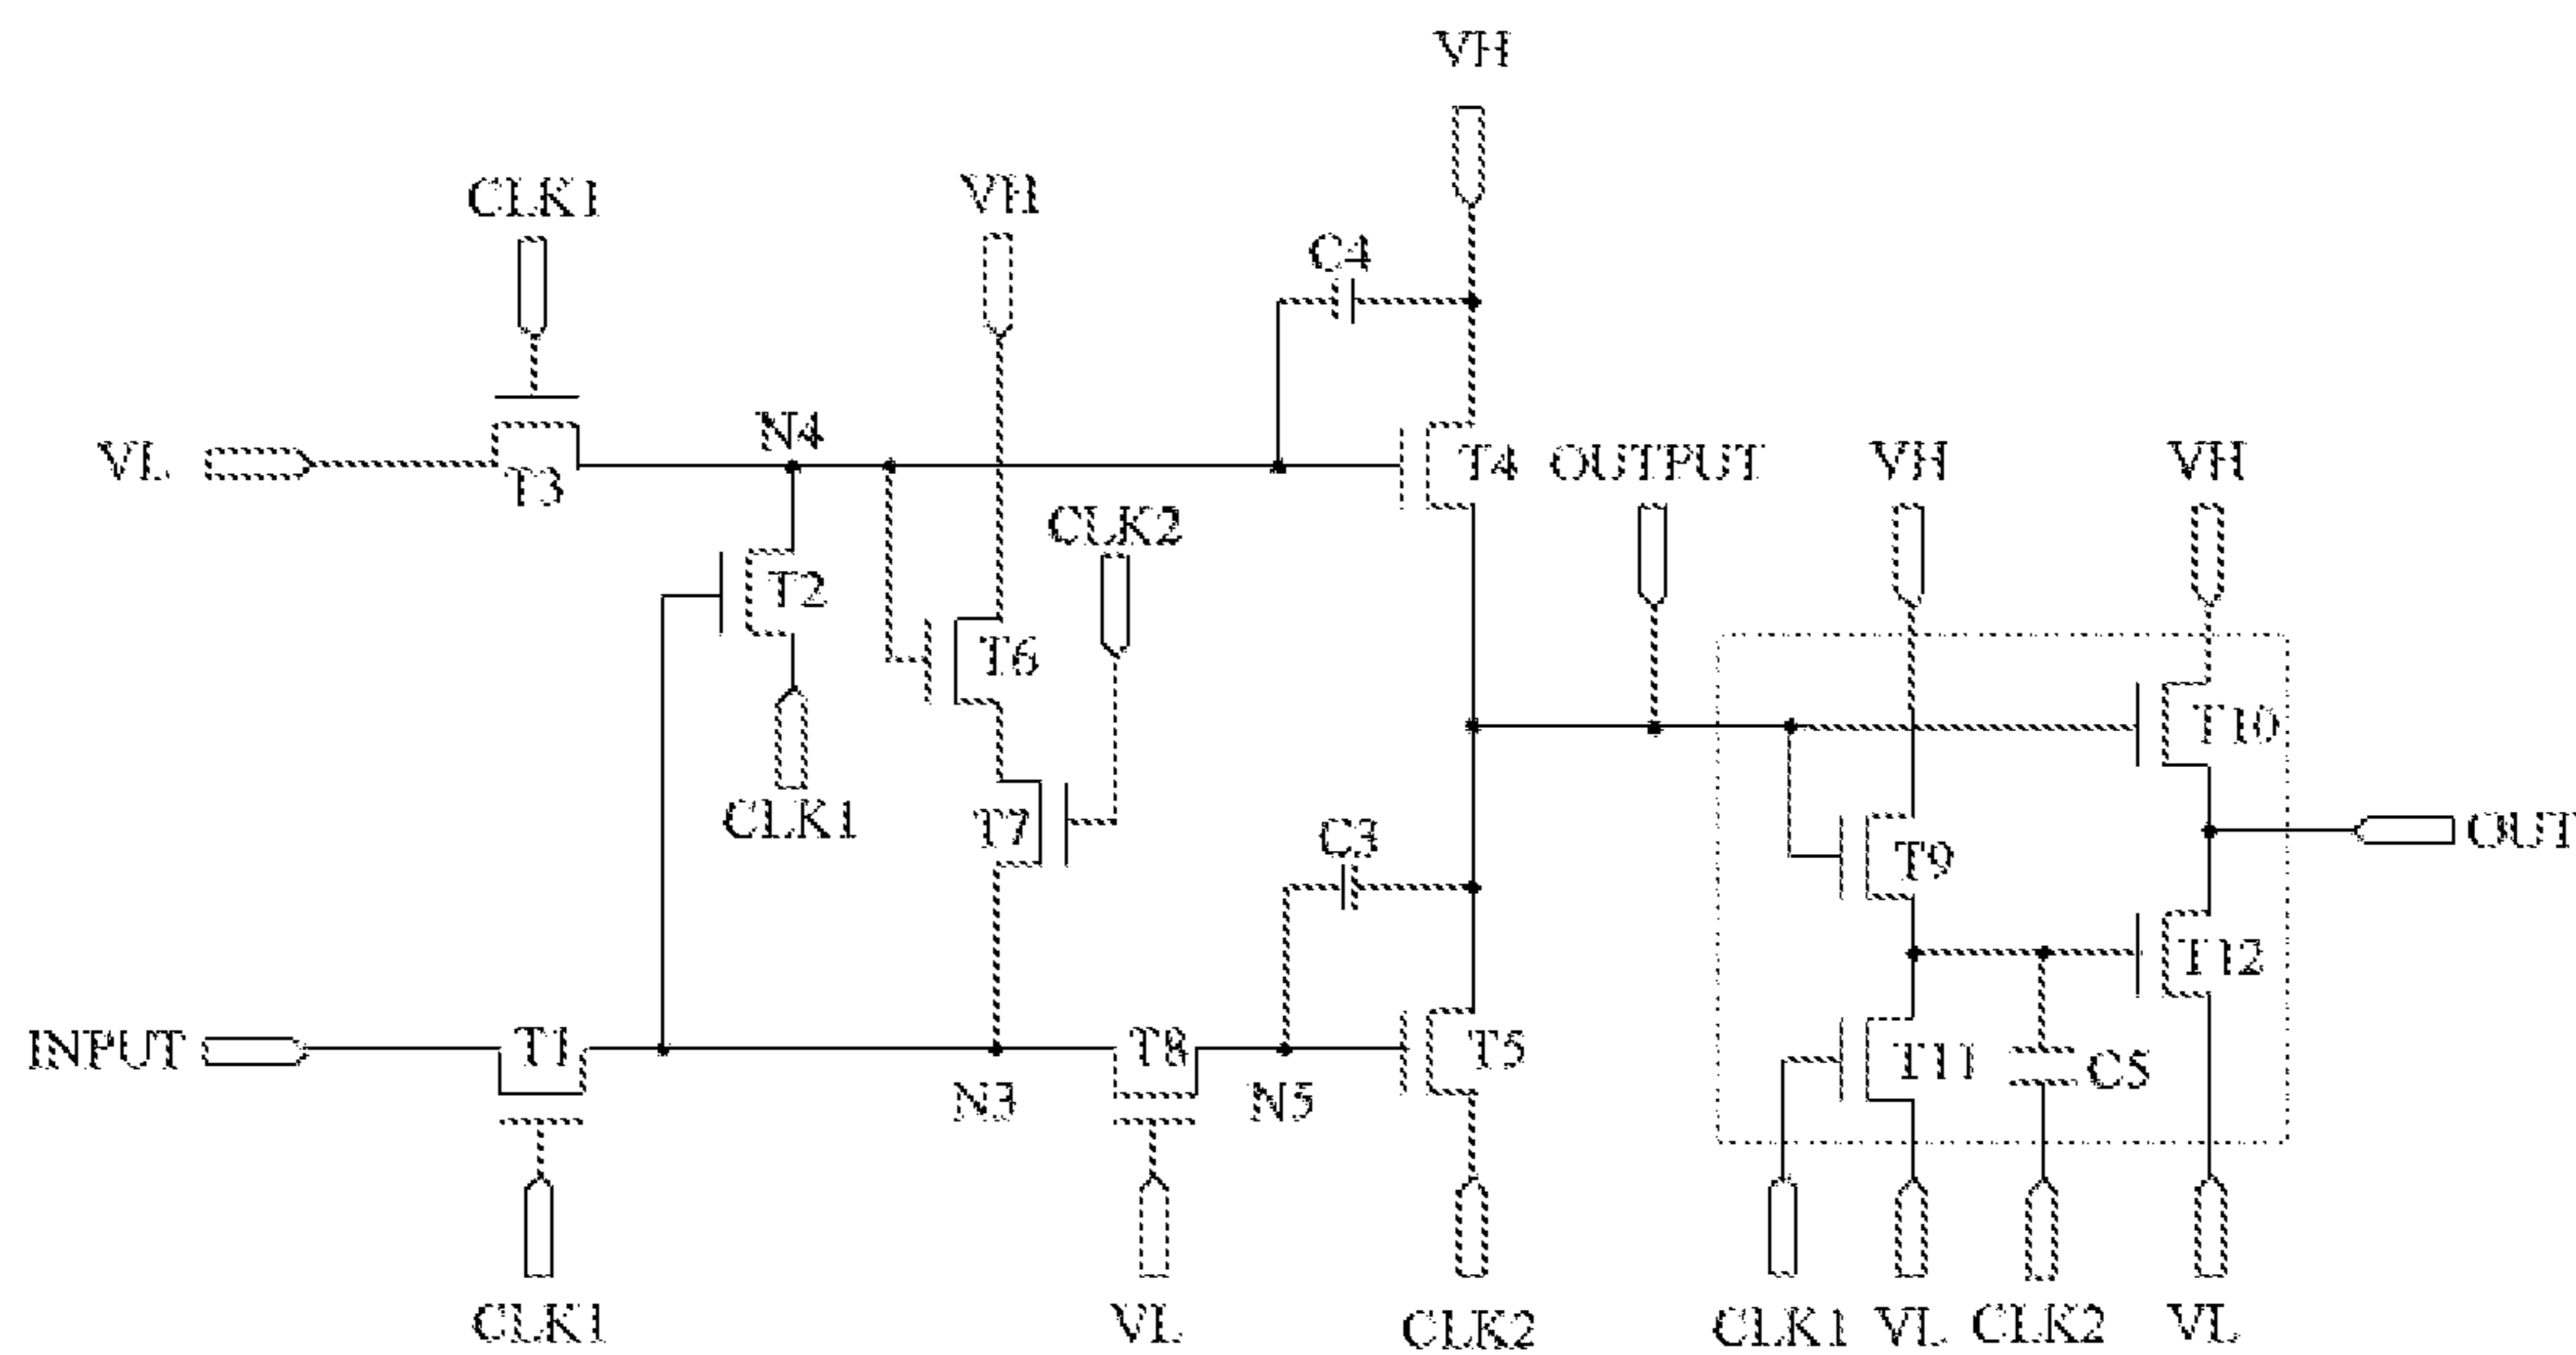 VH
CLK1
VH
C4
VL
T3
N4
T4
OUTPUT
VH
VH
CLK2
T2
T6
T10
CLK1
T7
C3
T9
OUT
T12
INPUT
T1
T8
T5
T11
C5
N3
N5
CLK1
VL
CLK2
CLK1
VL
CLK2
VL